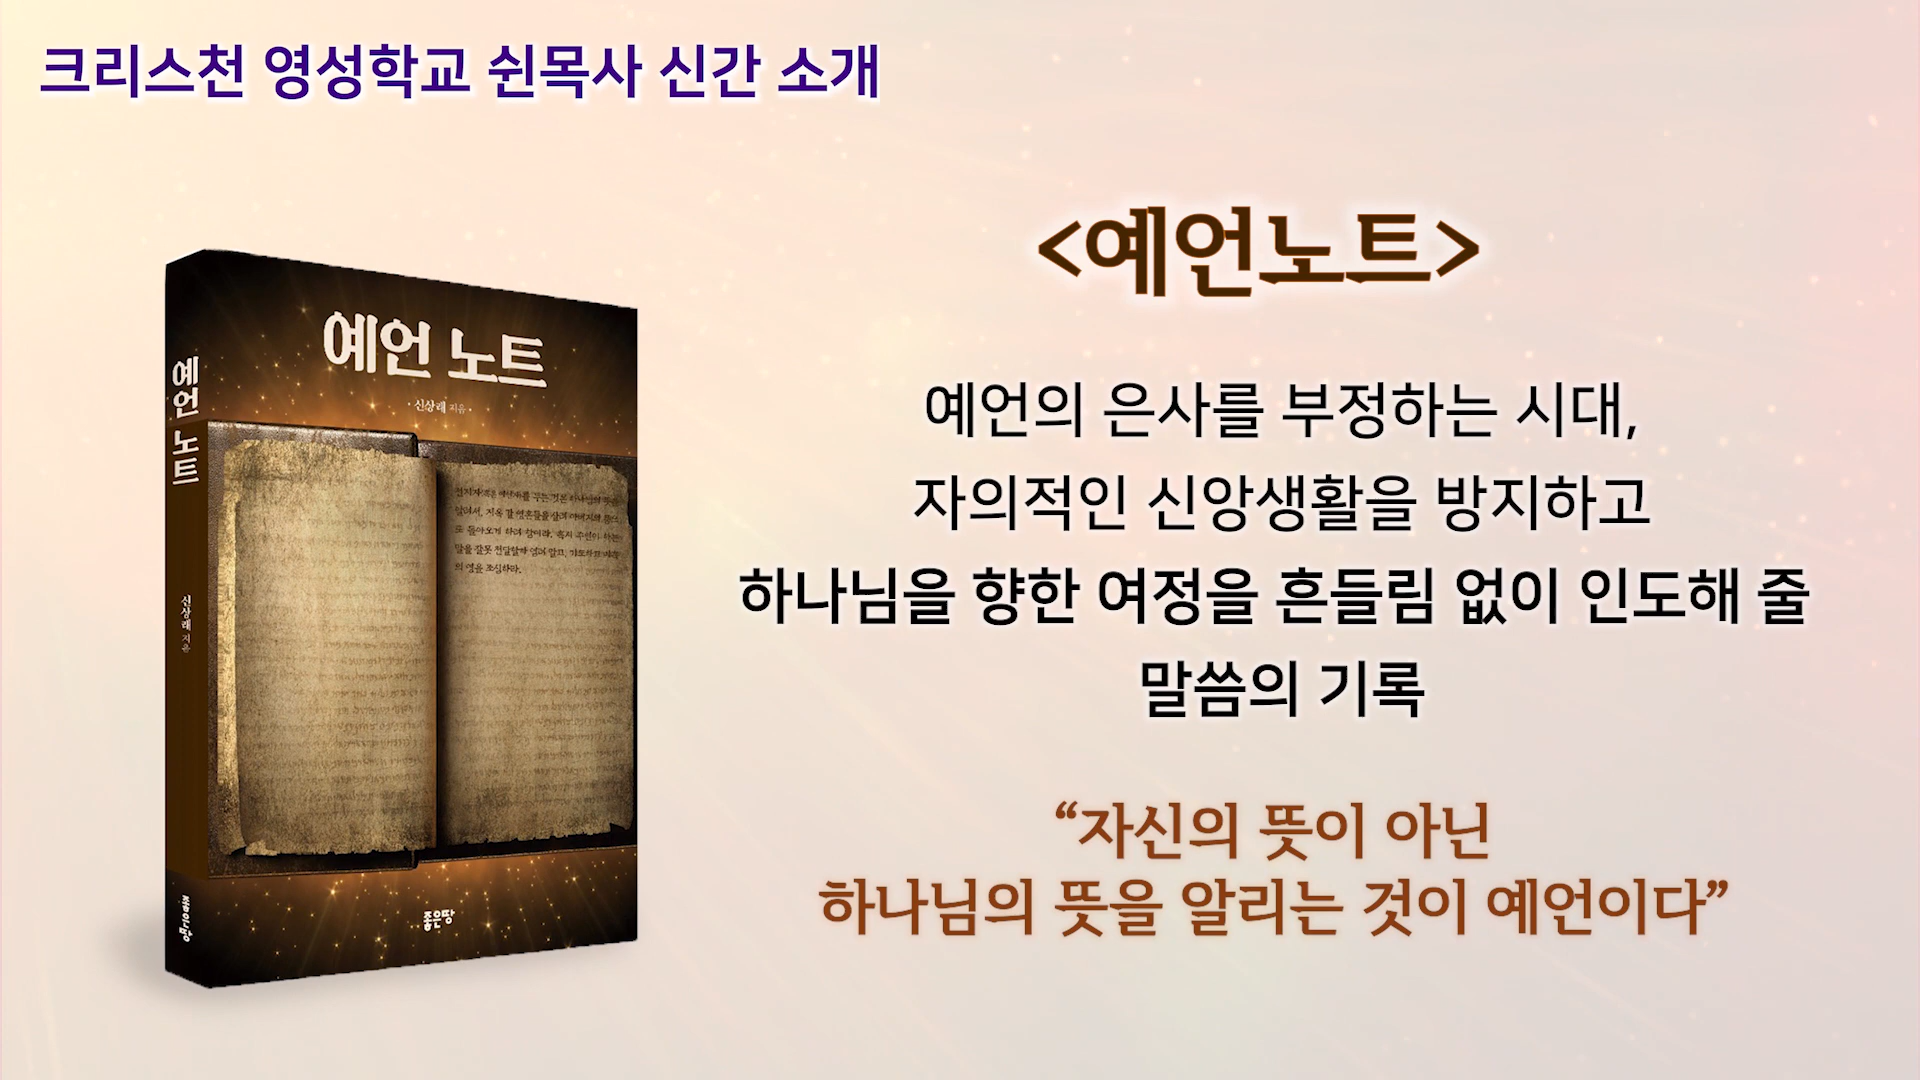 크리스천 영성학교 쉰목사 신간 소개
<예언노트>
예언의 은사를 부정하는 시대,
자의적인 신앙생활을 방지하고
하나님을 향한 여정을 흔들림 없이 인도해 줄
말씀의 기록
“자신의 뜻이 아닌
하나님의 뜻을 알리는 것이 예언이다”
예언 노트
· 신상래 지음 ·
좋은땅
예언 노트
신상래 지음
좋은땅